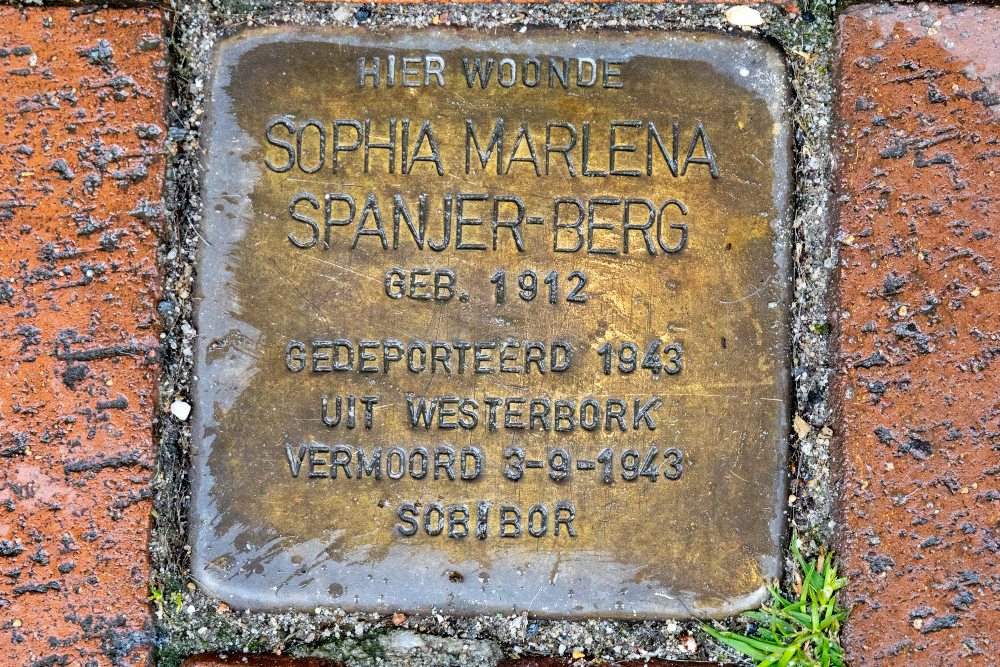 HIER WOONDE
SOPHIA MARLENA
SPANJER-BERG
GEB. 1912
GEDEPORTEERD 1943
UIT WESTERBORK
VERMOORD 3-9-1943
SOBIBOR